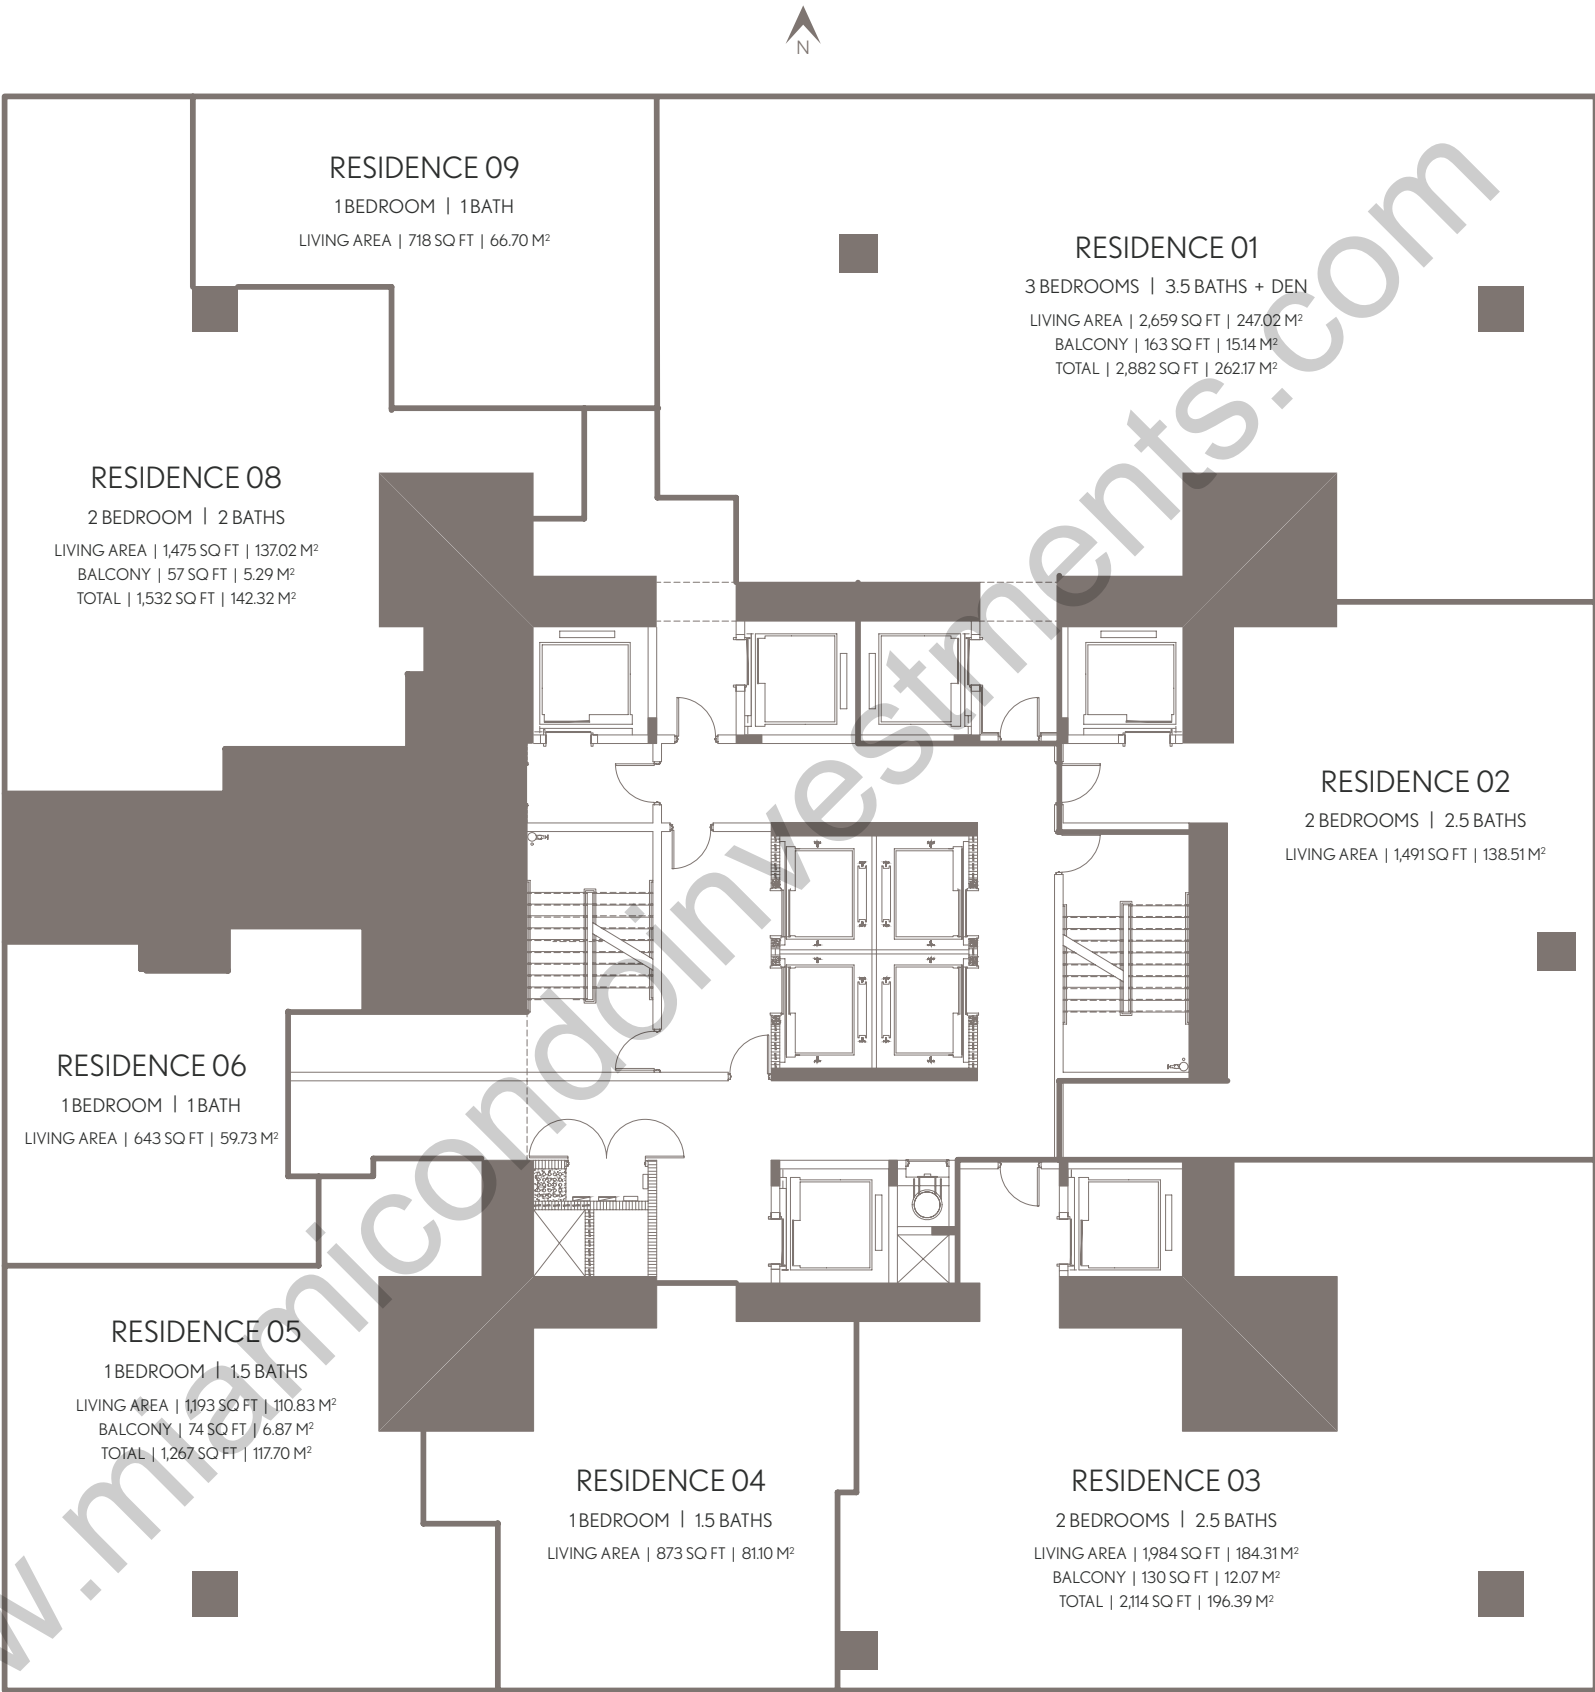 N
RESIDENCE 09
1 BEDROOM | 1 BATH
LIVING AREA | 718 SQ FT | 66.70 M²
RESIDENCE 01
3 BEDROOMS | 3.5 BATHS + DEN
LIVING AREA | 2,659 SQ FT | 247.02 M²
BALCONY | 163 SQ FT | 15.14 M²
TOTAL | 2,882 SQ FT | 262.17 M²
RESIDENCE 08
2 BEDROOM | 2 BATHS
LIVING AREA | 1,475 SQ FT | 137.02 M²
BALCONY | 57 SQ FT | 5.29 M²
TOTAL | 1,532 SQ FT | 142.32 M²
RESIDENCE 02
2 BEDROOMS | 2.5 BATHS
LIVING AREA | 1,491 SQ FT | 138.51 M²
RESIDENCE 06
1 BEDROOM | 1 BATH
LIVING AREA | 643 SQ FT | 59.73 M²
RESIDENCE 05
1 BEDROOM | 1.5 BATHS
LIVING AREA | 1,193 SQ FT | 110.83 M²
BALCONY | 74 SQ FT | 6.87 M²
TOTAL | 1,267 SQ FT | 117.70 M²
RESIDENCE 04
1 BEDROOM | 1.5 BATHS
LIVING AREA | 873 SQ FT | 81.10 M²
RESIDENCE 03
2 BEDROOMS | 2.5 BATHS
LIVING AREA | 1,984 SQ FT | 184.31 M²
BALCONY | 130 SQ FT | 12.07 M²
TOTAL | 2,114 SQ FT | 196.39 M²
w.miamicondoinvestments.com